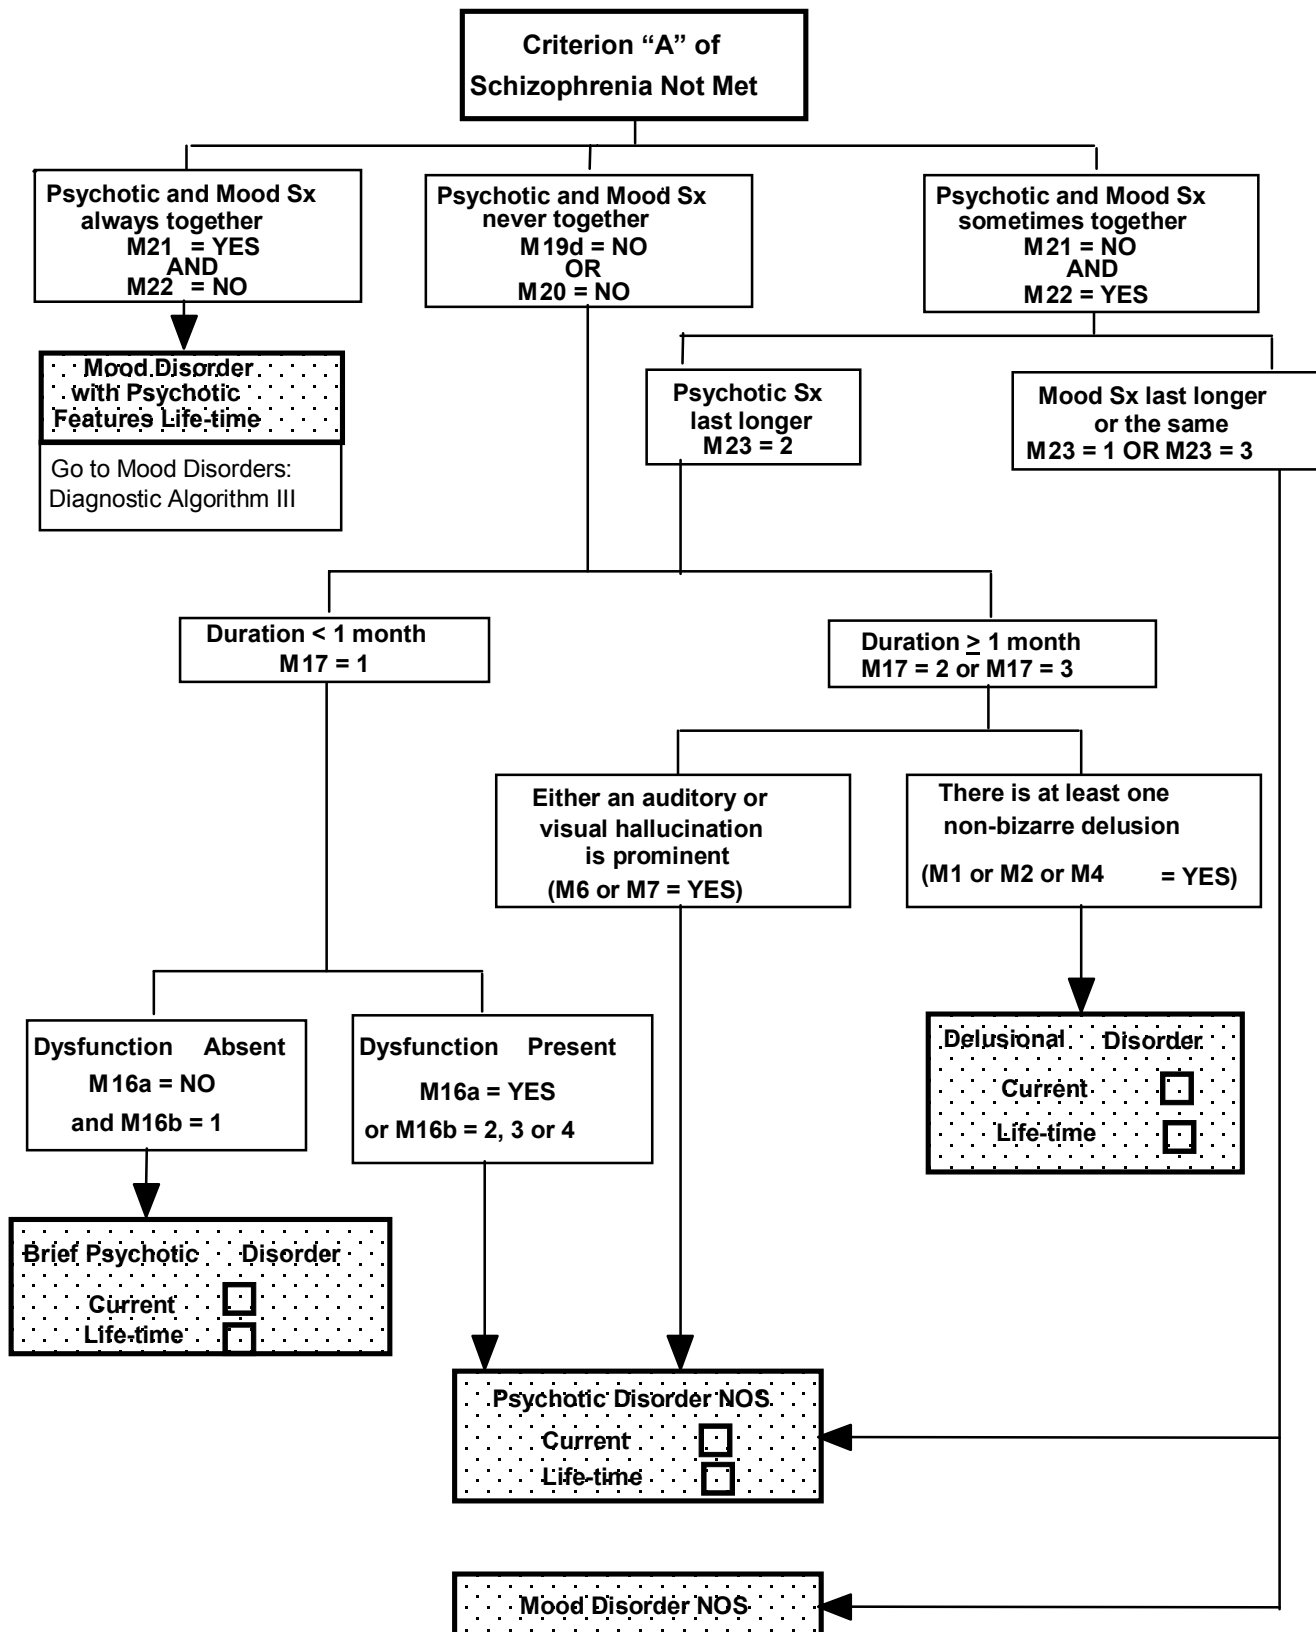 Criterion “A” of
Schizophrenia Not Met
Psychotic and Mood Sx
always together
M21 = YES
AND
M22 = NO
Psychotic and Mood Sx
never together
M19d = NO
OR
M20 = NO
Psychotic and Mood Sx
sometimes together
M21 = NO
AND
M22 = YES
Mood Disorder
with Psychotic
Features Life-time
Go to Mood Disorders:
Diagnostic Algorithm III
Psychotic Sx
last longer
M23 = 2
Mood Sx last longer
or the same
M23 = 1 OR M23 = 3
Duration < 1 month
M17 = 1
Duration ≥ 1 month
M17 = 2 or M17 = 3
Either an auditory or
visual hallucination
is prominent
(M6 or M7 = YES)
There is at least one
non-bizarre delusion
(M1 or M2 or M4 = YES)
Dysfunction Absent
M16a = NO
and M16b = 1
Dysfunction Present
M16a = YES
or M16b = 2, 3 or 4
Delusional Disorder
Current
Life-time
Brief Psychotic Disorder
Current
Life-time
Psychotic Disorder NOS
Current
Life-time
Mood Disorder NOS